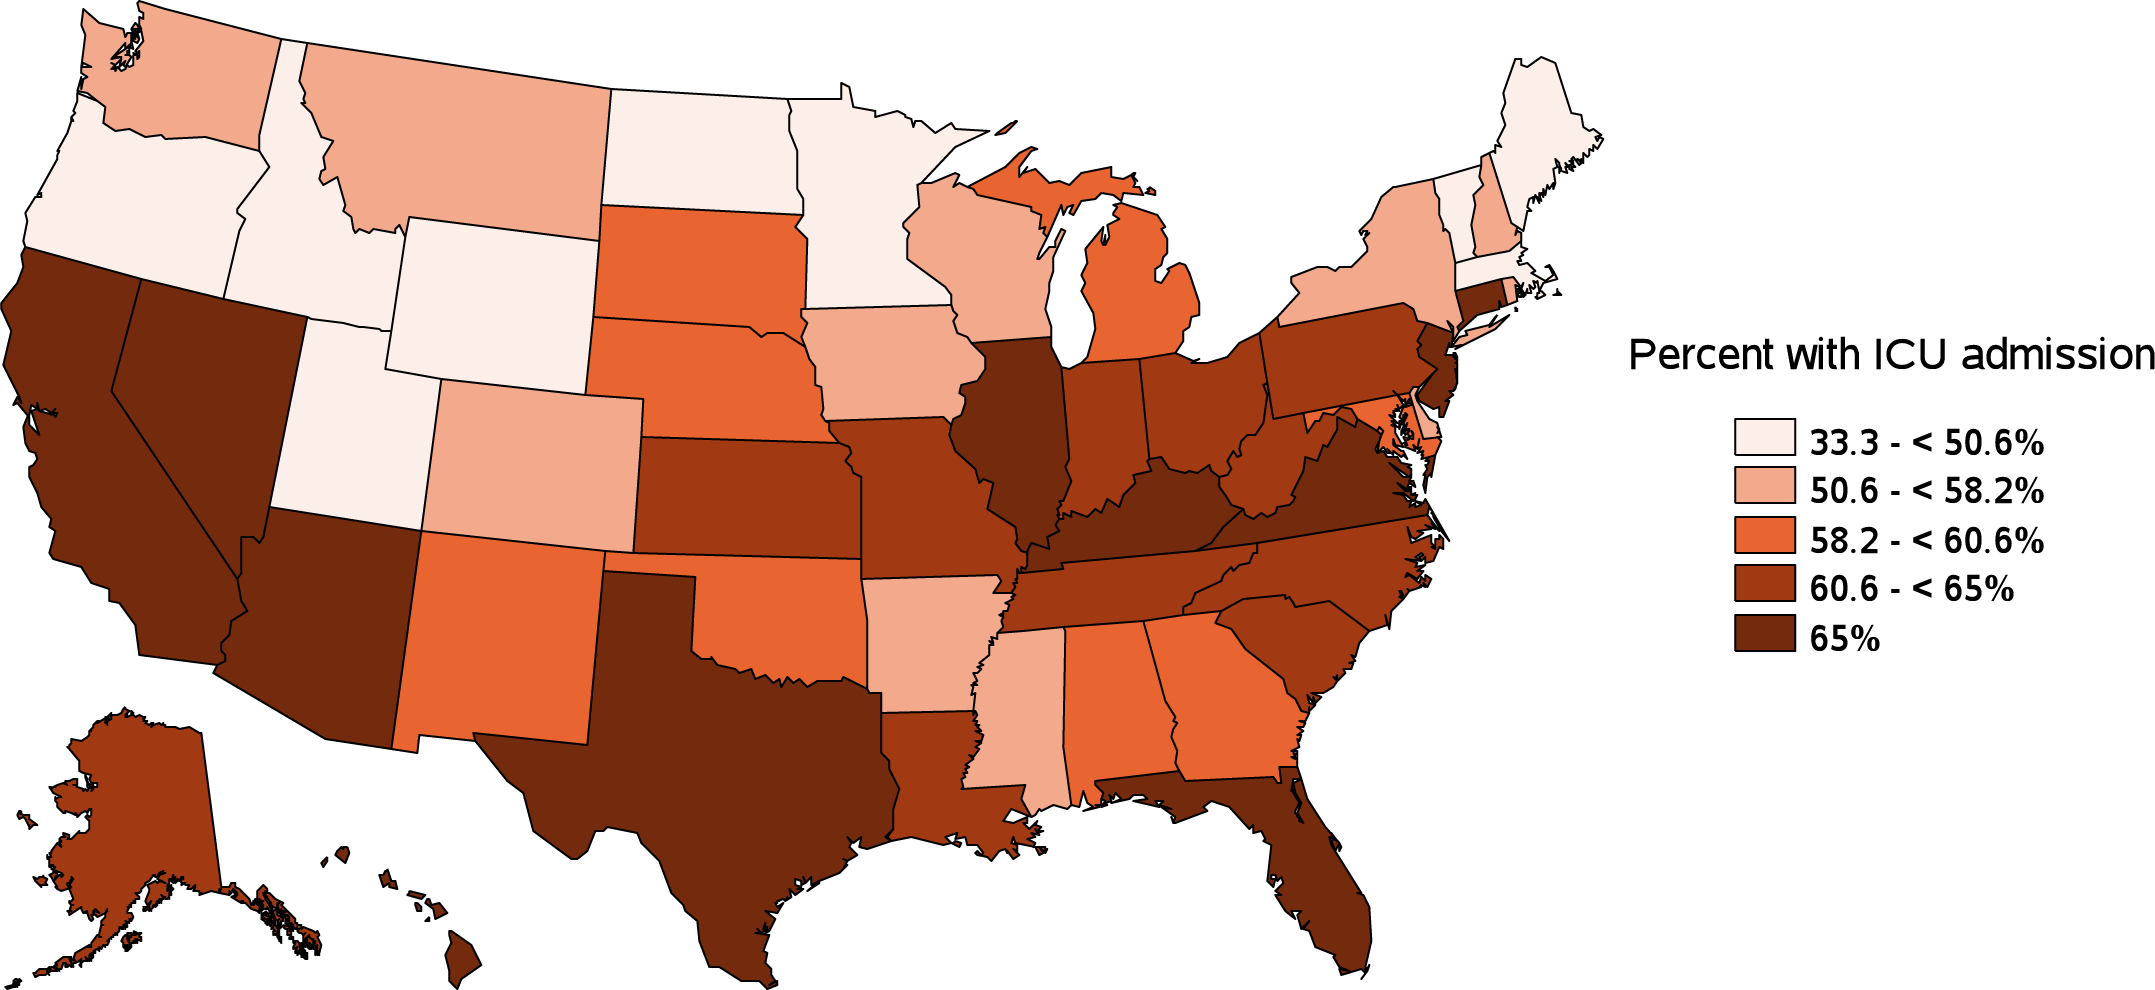 Percent with ICU admission
33.3 - < 50.6%
50.6 - < 58.2%
58.2 - < 60.6%
60.6 - < 65%
65%